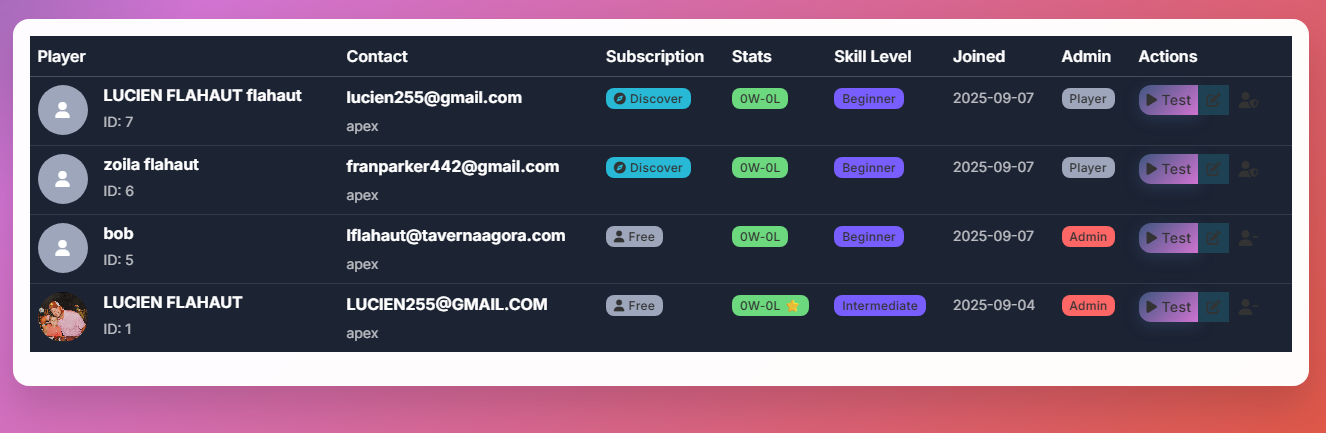 Player Contact Subscription Stats Skill Level Joined Admin Actions
LUCIEN FLAHAUT flahaut lucien255@gmail.com Discover 0W-0L Beginner 2025-09-07 Player Test
ID: 7 apex
zoila flahaut franparker442@gmail.com Discover 0W-0L Beginner 2025-09-07 Player Test
ID: 6 apex
bob lflahaut@tavernaagora.com Free 0W-0L Beginner 2025-09-07 Admin Test
ID: 5 apex
LUCIEN FLAHAUT LUCIEN255@GMAIL.COM Free 0W-0L Intermediate 2025-09-04 Admin Test
ID: 1 apex